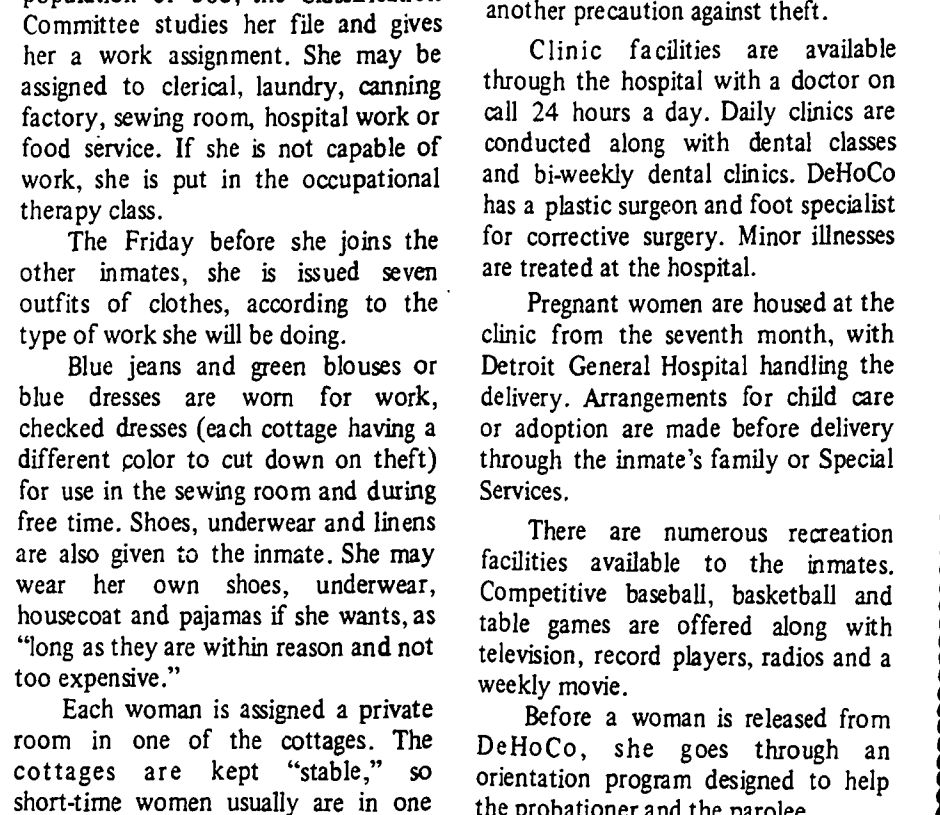 Committee studies her file and gives
her a work assignment. She may be
assigned to clerical, laundry, canning
factory, sewing room, hospital work or
food service. If she is not capable of
work, she is put in the occupational
therapy class.
The Friday before she joins the
other inmates, she is issued seven
outfits of clothes, according to the
type of work she will be doing.
Blue jeans and green blouses or
blue dresses are worn for work,
checked dresses (each cottage having a
different color to cut down on theft)
for use in the sewing room and during
free time. Shoes, underwear and linens
are also given to the inmate. She may
wear her own shoes, underwear,
housecoat and pajamas if she wants, as
“long as they are within reason and not
too expensive.”
Each woman is assigned a private
room in one of the cottages. The
cottages are kept “stable,” so
short-time women usually are in one
another precaution against theft.
Clinic facilities are available
through the hospital with a doctor on
call 24 hours a day. Daily clinics are
conducted along with dental classes
and bi-weekly dental clinics. DeHoCo
has a plastic surgeon and foot specialist
for corrective surgery. Minor illnesses
are treated at the hospital.
Pregnant women are housed at the
clinic from the seventh month, with
Detroit General Hospital handling the
delivery. Arrangements for child care
or adoption are made before delivery
through the inmate's family or Special
Services.
There are numerous recreation
facilities available to the inmates.
Competitive baseball, basketball and
table games are offered along with
television, record players, radios and a
weekly movie.
Before a woman is released from
DeHoCo, she goes through an
orientation program designed to help
the probationer and the parolee